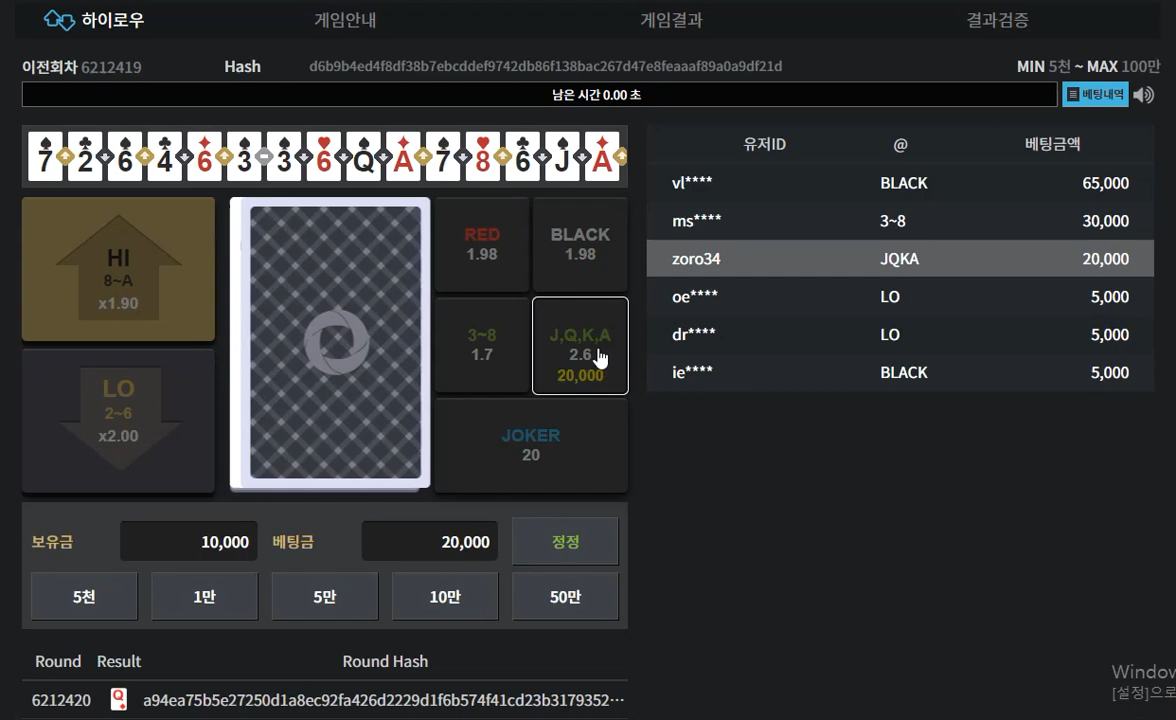 하이로우 게임안내 게임결과 결과검증
이전회차 6212419 Hash d6b9b4ed4f8df38b7ebcddef9742db86f138bac267d47e8feaaaf89a0a9df21d MIN 5천 ~ MAX 100만
남은 시간 0.00 초 베팅내역
7 2 6 4 6 3 3 6 Q A 7 8 6 J A
유저ID @ 베팅금액
vl**** BLACK 65,000
ms**** 3~8 30,000
zoro34 JQKA 20,000
oe**** LO 5,000
dr**** LO 5,000
ie**** BLACK 5,000
HI
8~A
x1.90
LO
2~6
x2.00
RED
1.98
BLACK
1.98
3~8
1.7
J,Q,K,A
2.6
20,000
JOKER
20
보유금 10,000 베팅금 20,000 정정
5천 1만 5만 10만 50만
Round Result Round Hash
6212420 Q a94ea75b5e27250d1a8ec92fa426d2229d1f6b574f41cd23b3179352···
Window
[설정]으로